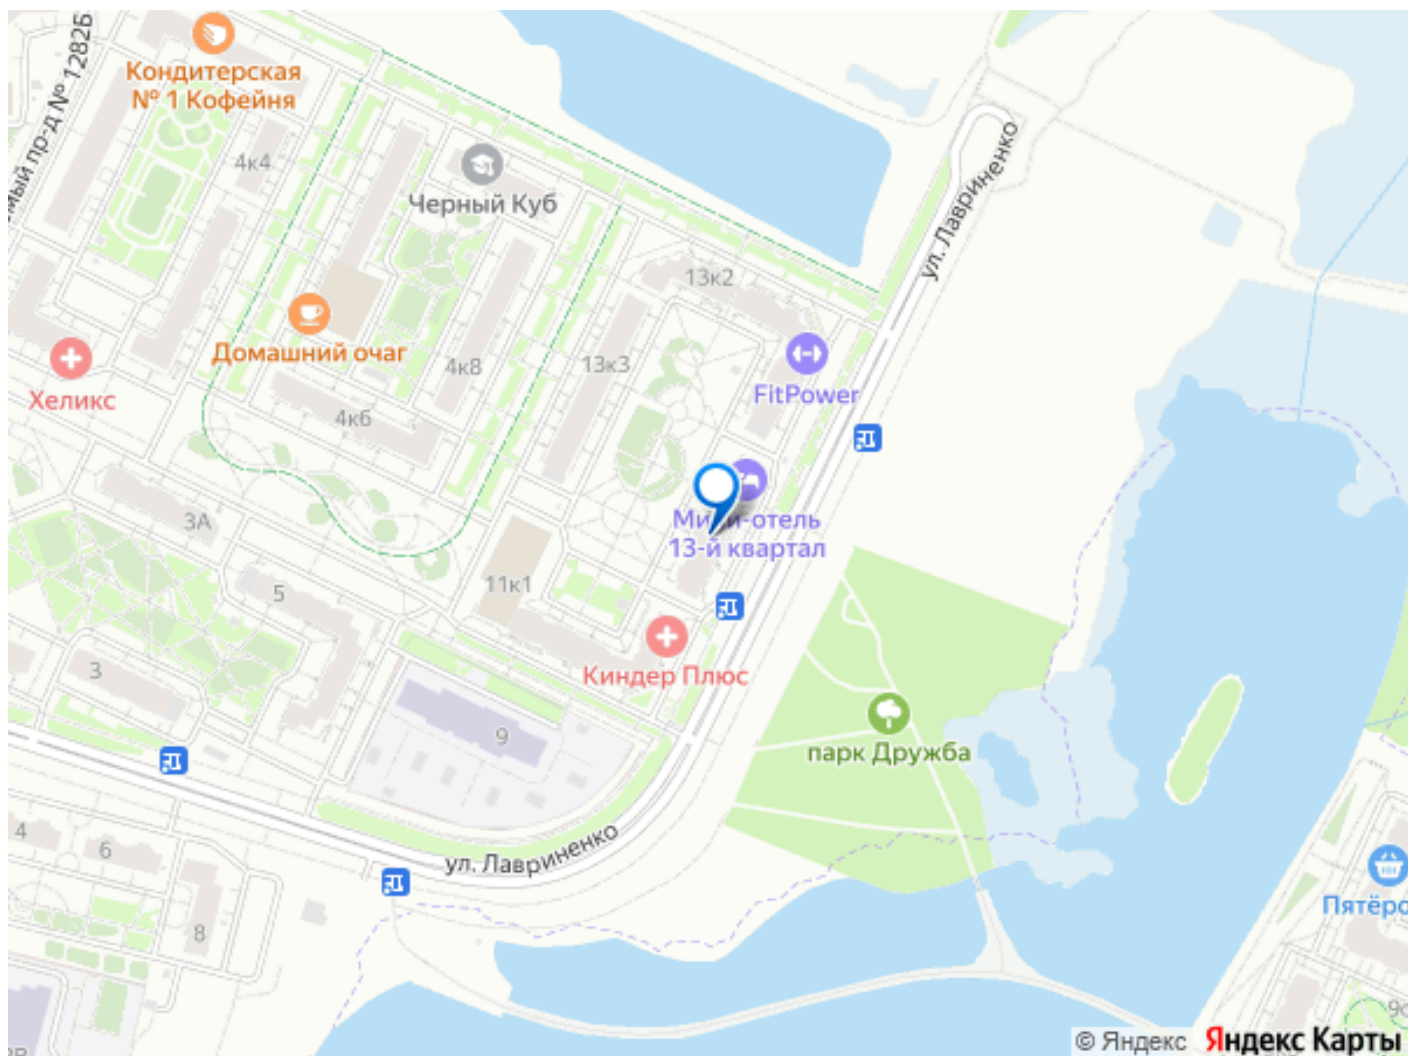 Кондитерская
№ 1 Кофейня
мый пр-д № 1282Б
4к4
Черный Куб
ул. Лавриненко
13к2
Домашний очаг
4к8
13к3
FitPower
Хеликс
4к6
Мини-отель
13-й квартал
3А
11к1
5
3
Киндер Плюс
9
парк Дружба
4
6
ул. Лавриненко
8
Пятёро
9
© Яндекс
Яндекс Карты